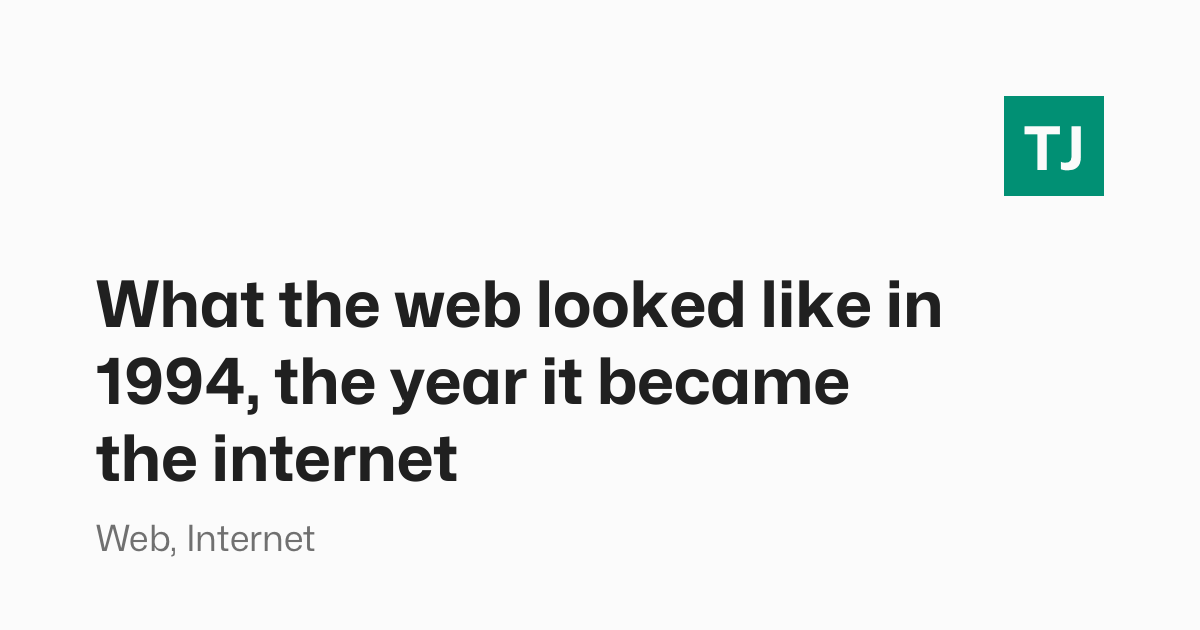 TJ
What the web looked like in
1994, the year it became
the internet
Web, Internet